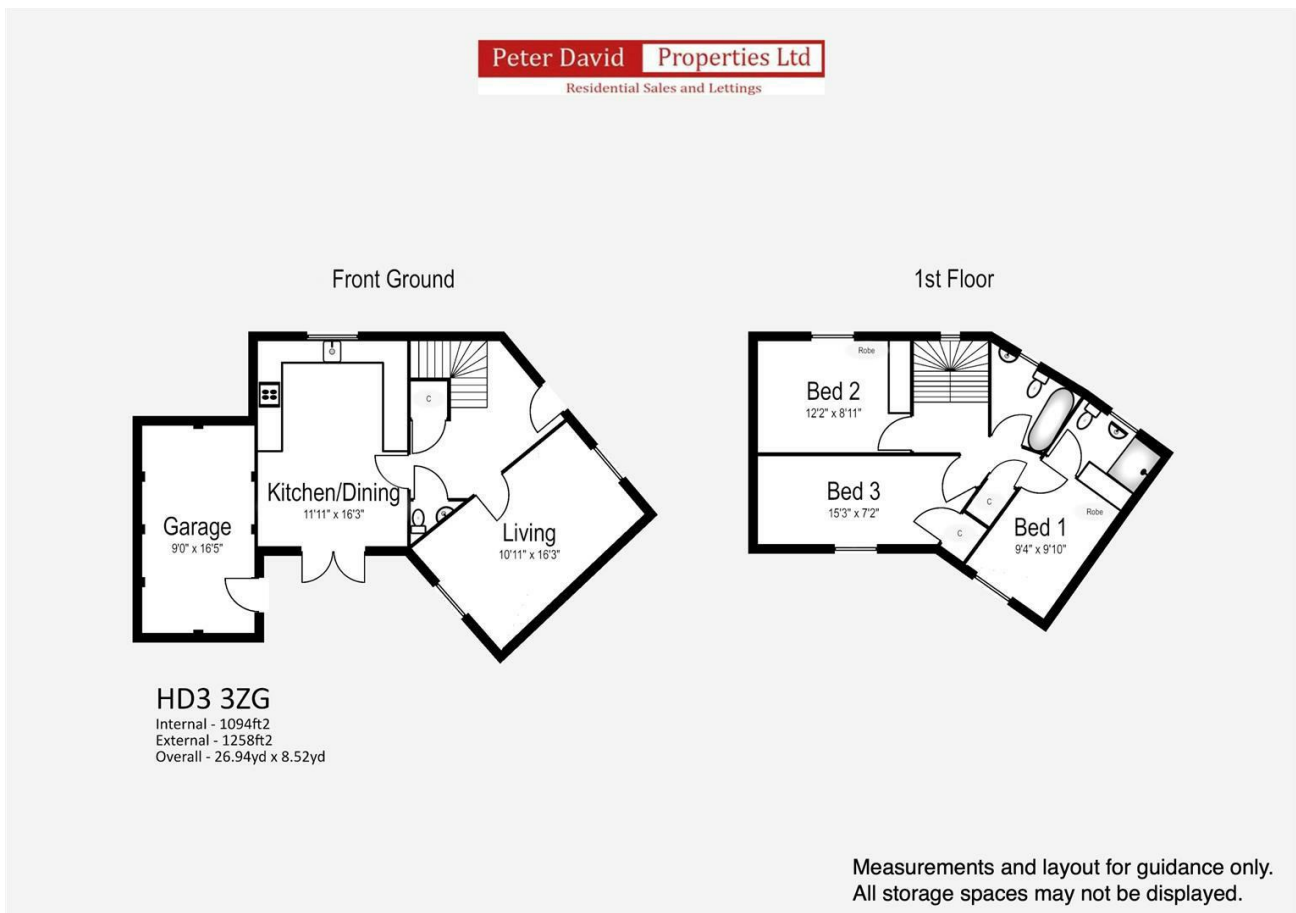 Peter David Properties Ltd
Residential Sales and Lettings
Front Ground
1st Floor
Robe
Bed 2
12'2" x 8'11"
C
Kitchen/Dining
11'11" x 16'3"
Bed 3
15'3" x 7'2"
C
Garage
9'0" x 16'5"
Living
10'11" x 16'3"
C
Robe
Bed 1
9'4" x 9'10"
HD3 3ZG
Internal - 1094ft2
External - 1258ft2
Overall - 26.94yd x 8.52yd
Measurements and layout for guidance only.
All storage spaces may not be displayed.